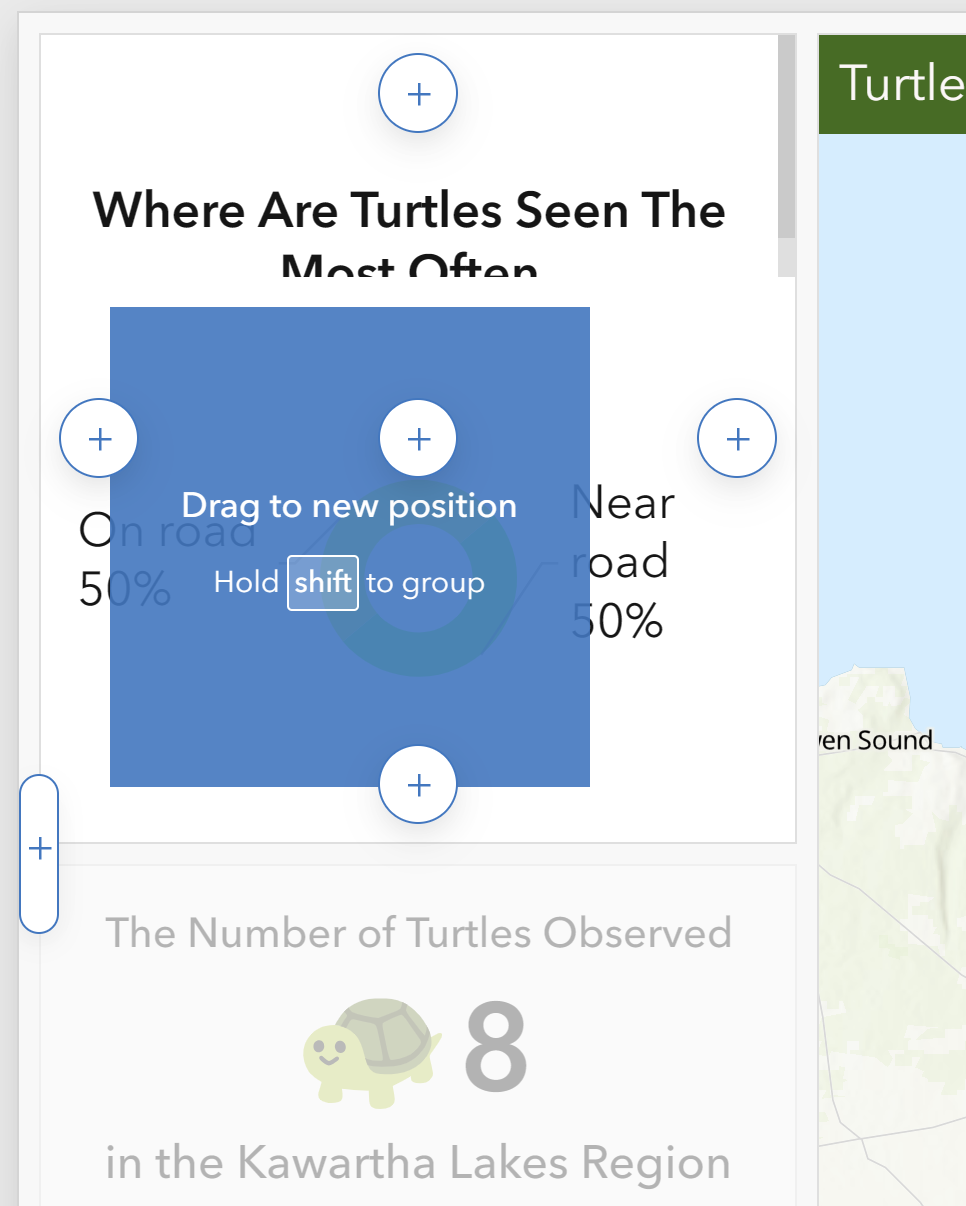 Turtle
Where Are Turtles Seen The
Most Often
Drag to new position
Hold shift to group
On road
50%
Near
road
50%
en Sound
The Number of Turtles Observed
8
in the Kawartha Lakes Region